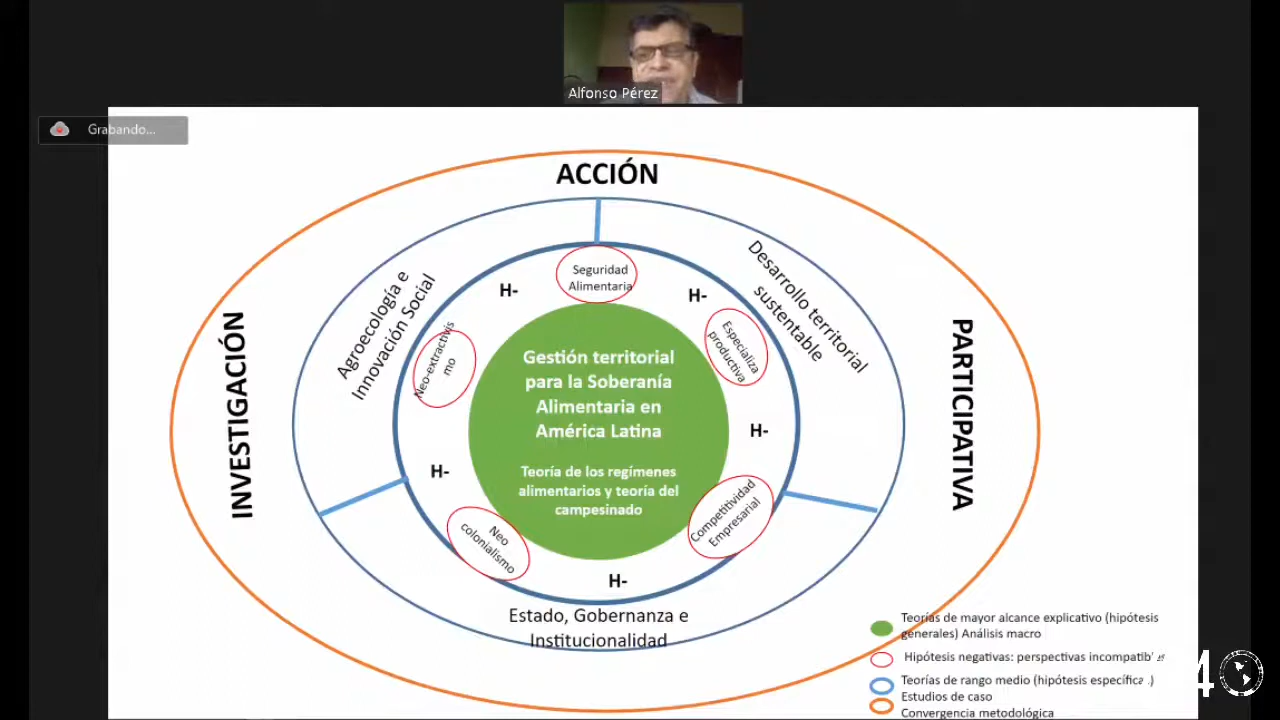 Alfonso Pérez
Grabando...
ACCIÓN
INVESTIGACIÓN
PARTICIPATIVA
Agroecología e
Innovación Social
Desarrollo territorial
sustentable
Estado, Gobernanza e
Institucionalidad
Seguridad
Alimentaria
H-
H-
Neo-extractivis
mo
Especializa
productiva
Gestión territorial
para la Soberanía
Alimentaria en
América Latina
Teoría de los regímenes
alimentarios y teoría del
campesinado
H-
H-
Competitividad
Empresarial
Neo
colonialismo
H-
Teorías de mayor alcance explicativo (hipótesis
generales) Análisis macro
Hipótesis negativas: perspectivas
Teorías de rango medio (hipótesis
Estudios de caso
Convergencia metodológica
4